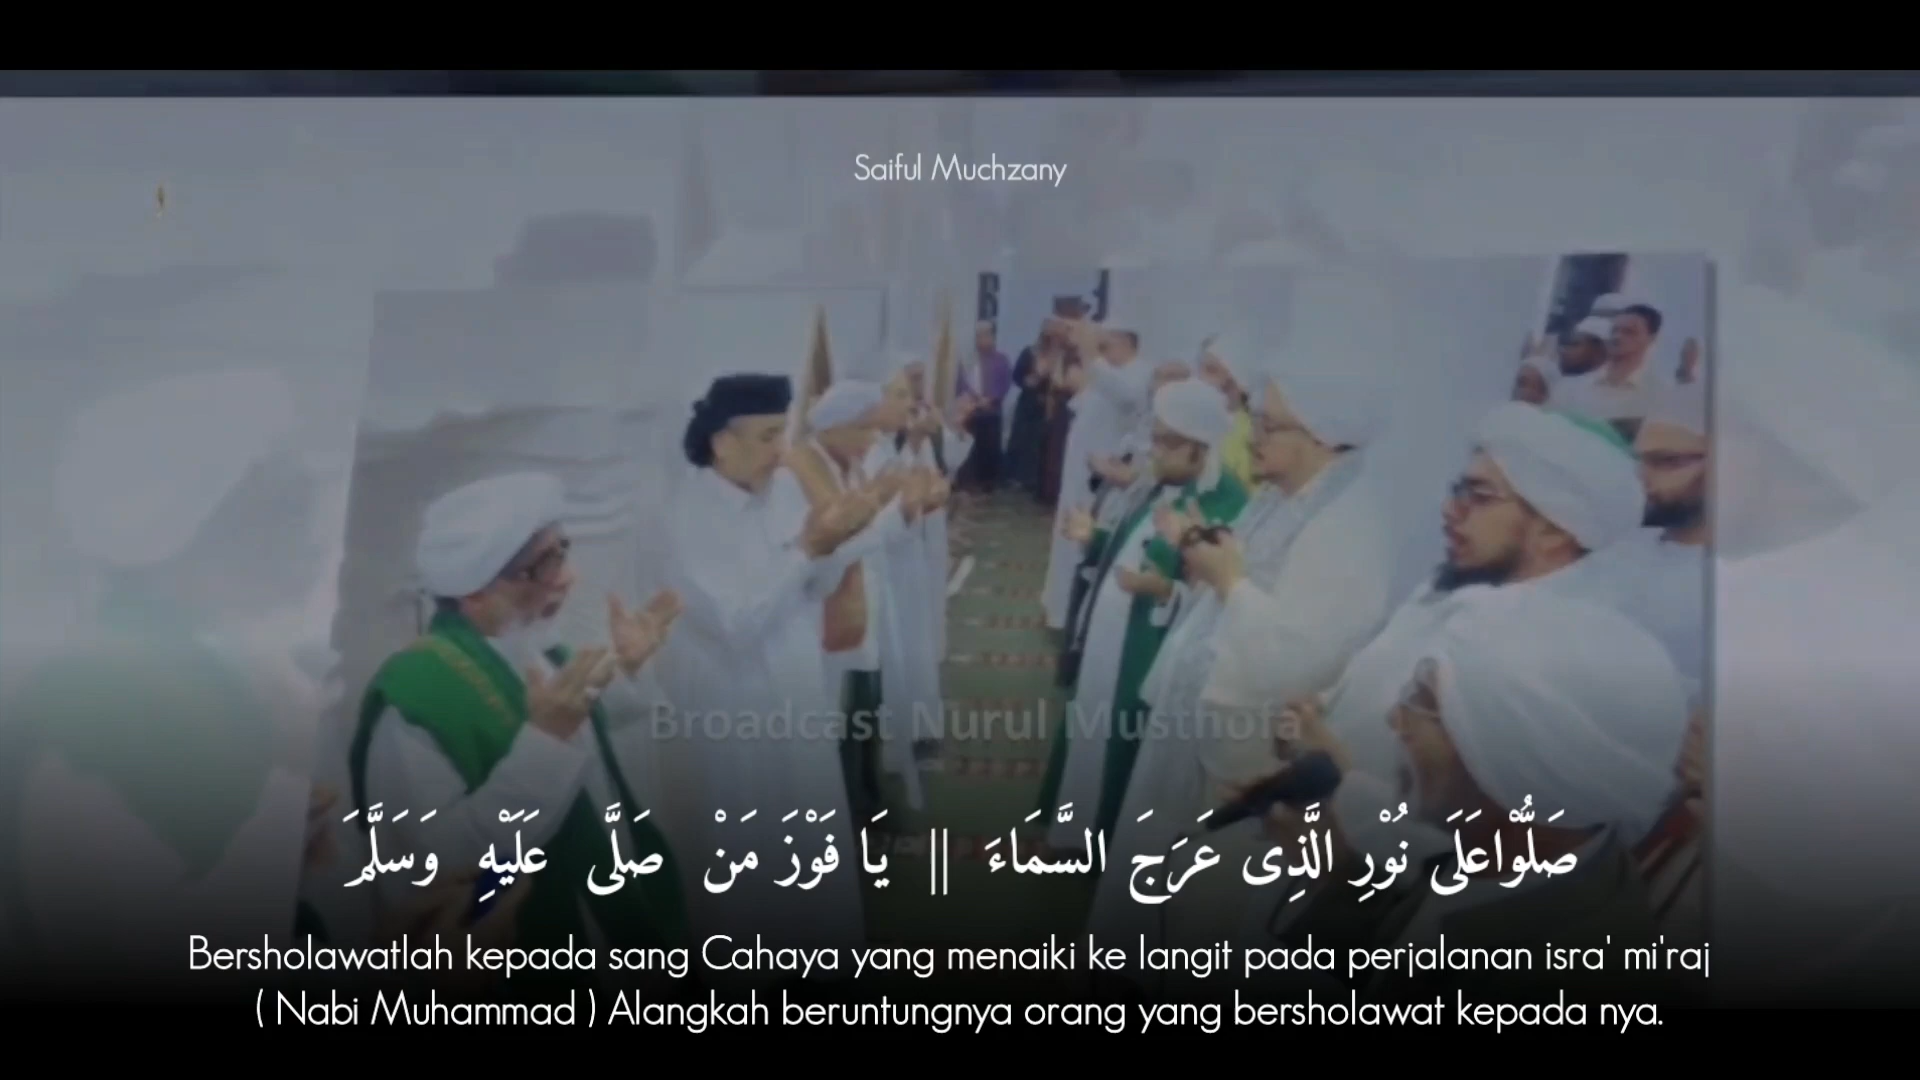 Saiful Muchzany
Broadcast Nurul Musthofa
صَلُّوْاعَلَى نُوْرِ الَّذِى عَرَجَ السَّمَاءَ || يَا فَوْزَ مَنْ صَلَّى عَلَيْهِ وَسَلَّمَ
Bersholawatlah kepada sang Cahaya yang menaiki ke langit pada perjalanan isra' mi'raj
( Nabi Muhammad ) Alangkah beruntungnya orang yang bersholawat kepada nya.